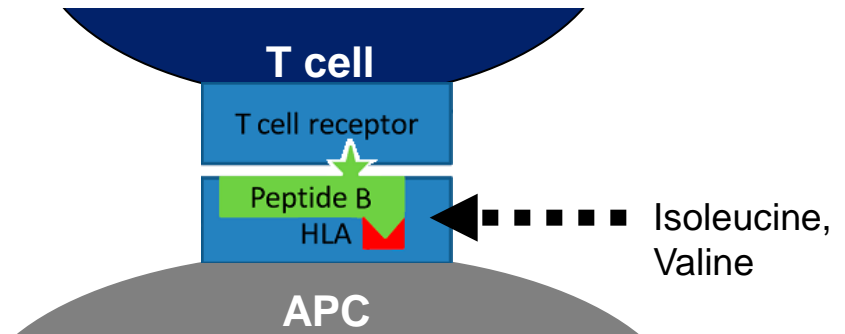 T cell
T cell receptor
Peptide B
HLA
Isoleucine,
Valine
APC